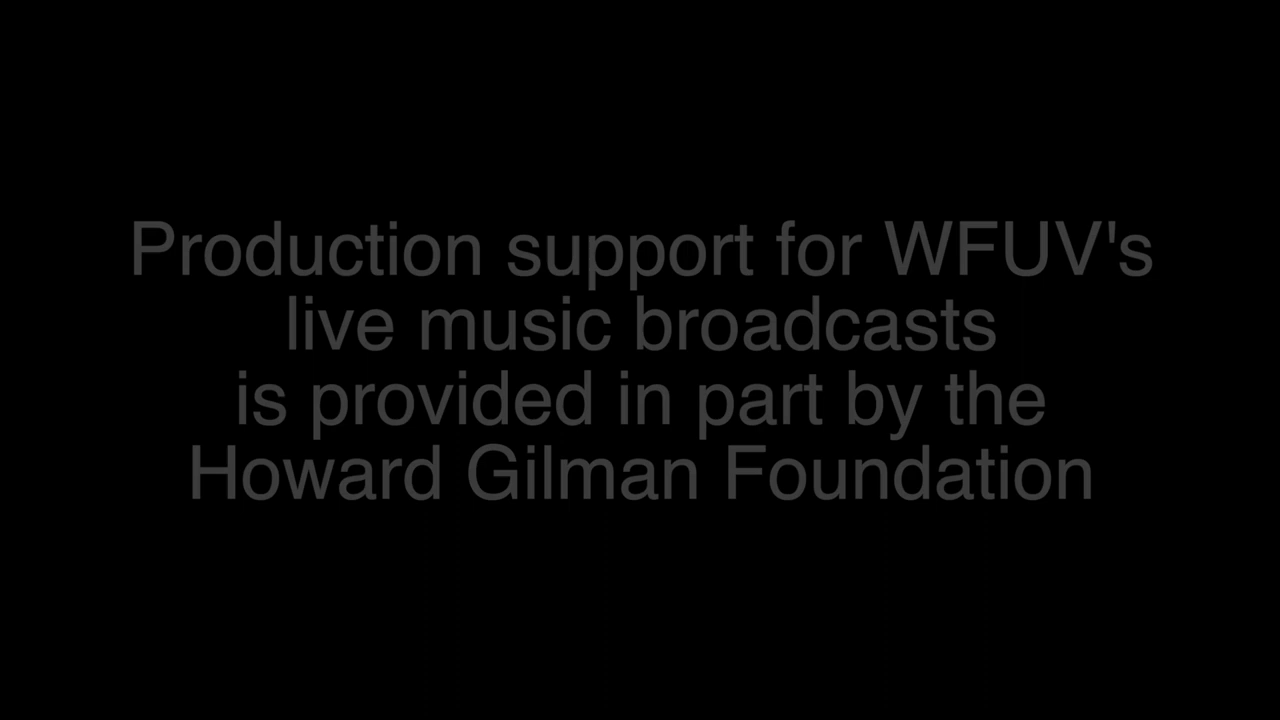 Production support for WFUV's
live music broadcasts
is provided in part by the
Howard Gilman Foundation